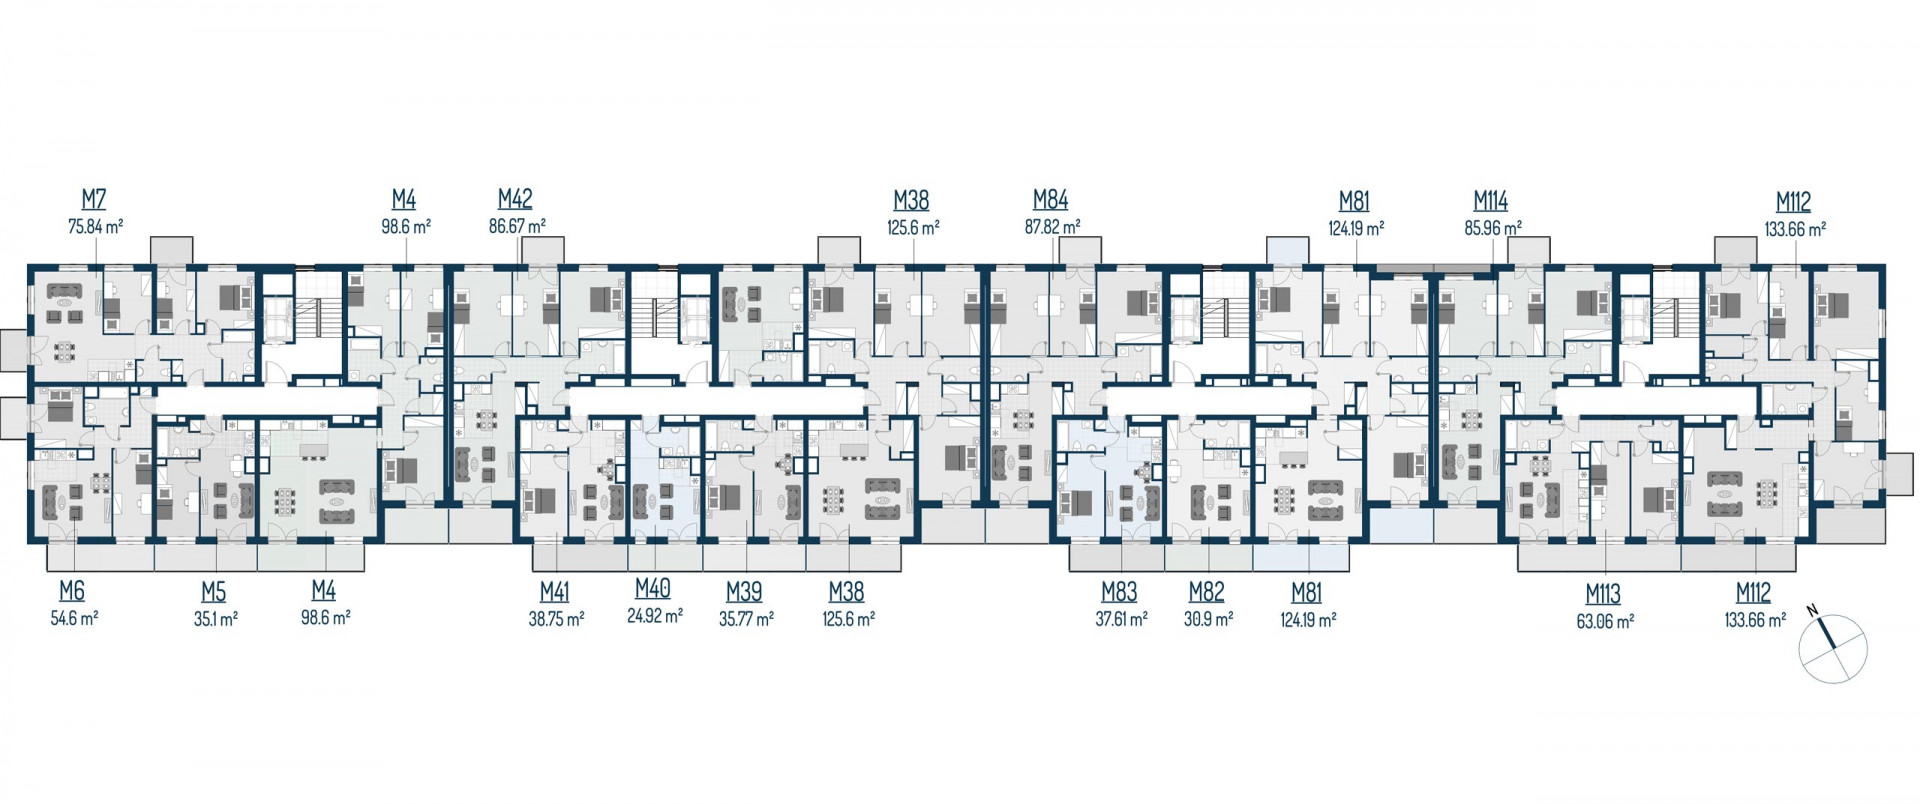 M7
75.84 m²
M4
98.6 m²
M42
86.67 m²
M38
125.6 m²
M84
87.82 m²
M81
124.19 m²
M114
85.96 m²
M112
133.66 m²
M6
54.6 m²
M5
35.1 m²
M4
98.6 m²
M41
38.75 m²
M40
24.92 m²
M39
35.77 m²
M38
125.6 m²
M83
37.61 m²
M82
30.9 m²
M81
124.19 m²
M113
63.06 m²
M112
133.66 m²
N